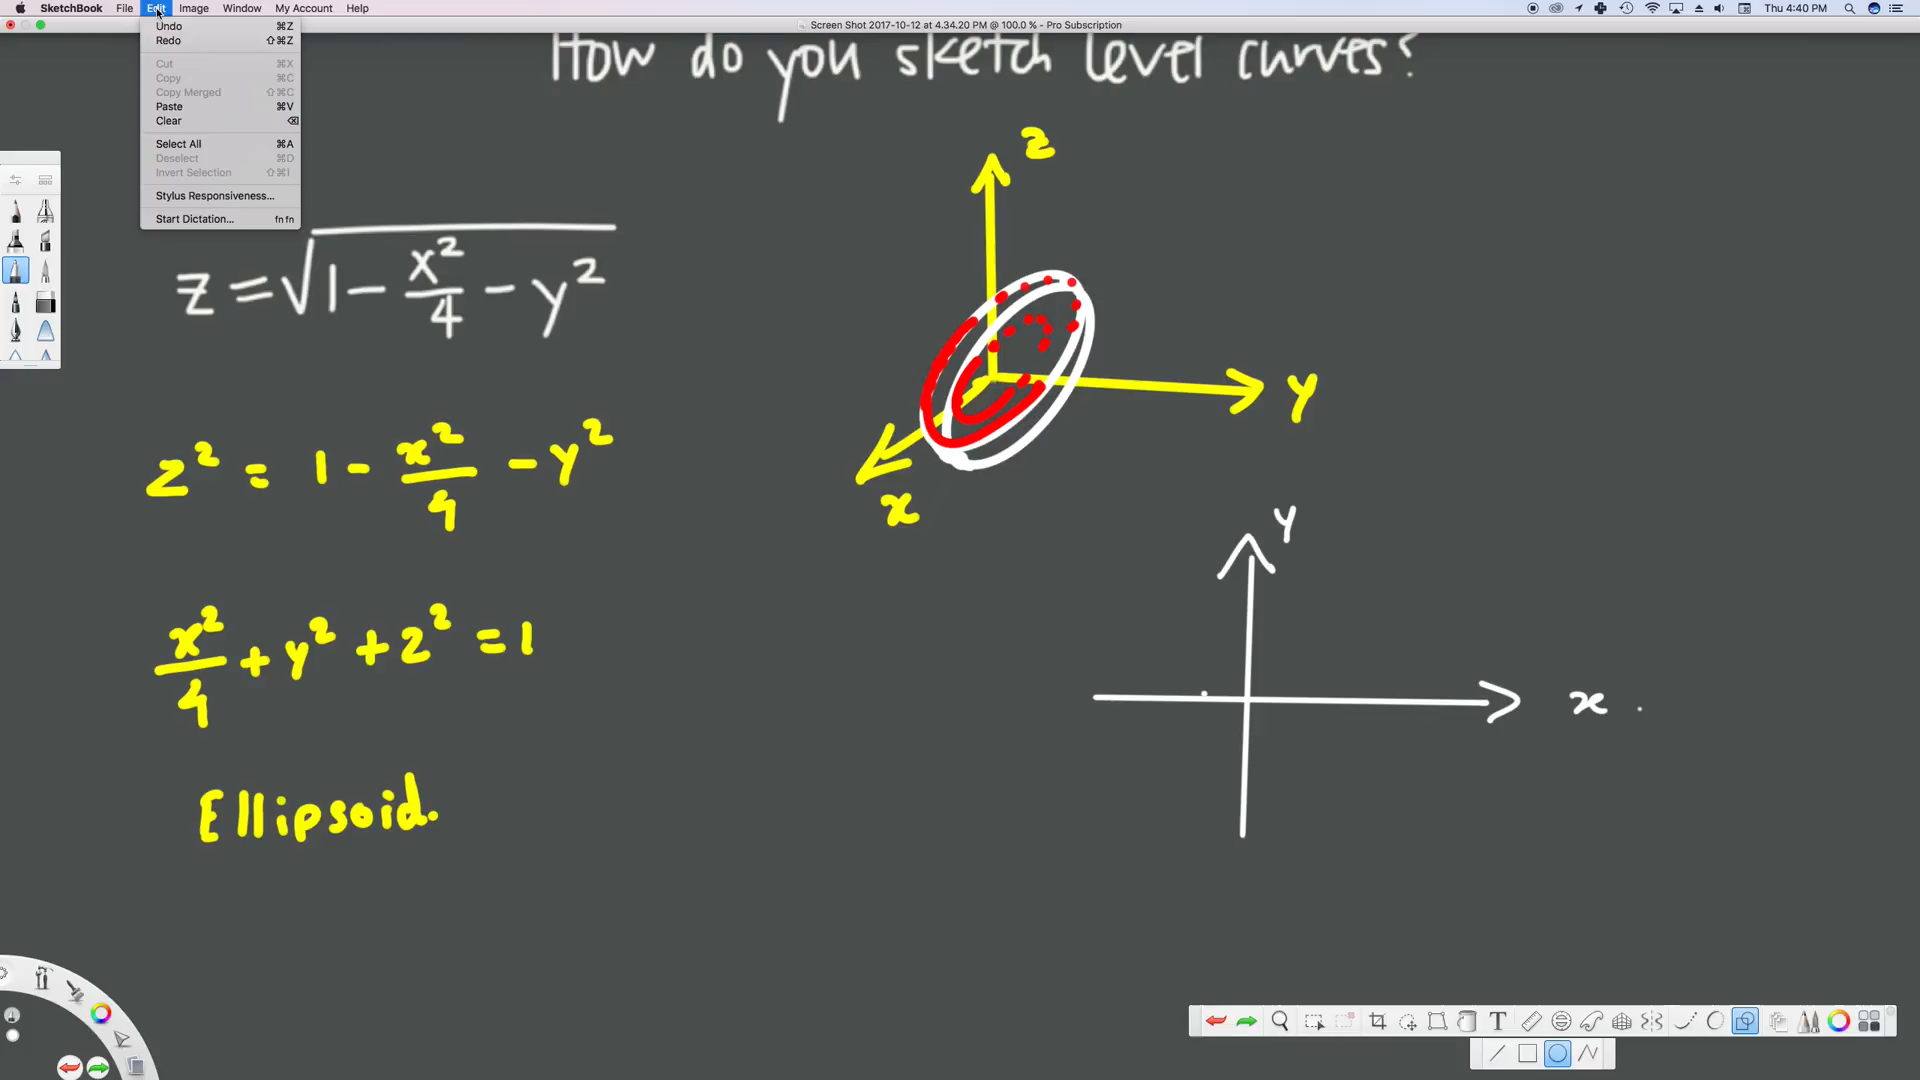 SketchBook File Edit Image Window My Account Help Thu 4:40 PM
Screen Shot 2017-10-12 at 4.34.20 PM @ 100.0 % - Pro Subscription
Undo ⌘Z
Redo ⇧⌘Z
Cut ⌘X
Copy ⌘C
Copy Merged ⇧⌘C
Paste ⌘V
Clear ⌫
Select All ⌘A
Deselect ⌘D
Invert Selection ⇧⌘I
Stylus Responsiveness...
Start Dictation... fn fn
How do you sketch level curves?
z
z = √(1 - x²/4 - y²)
y
x
z² = 1 - x²/4 - y²
y
x²/4 + y² + z² = 1
x
Ellipsoid.
T